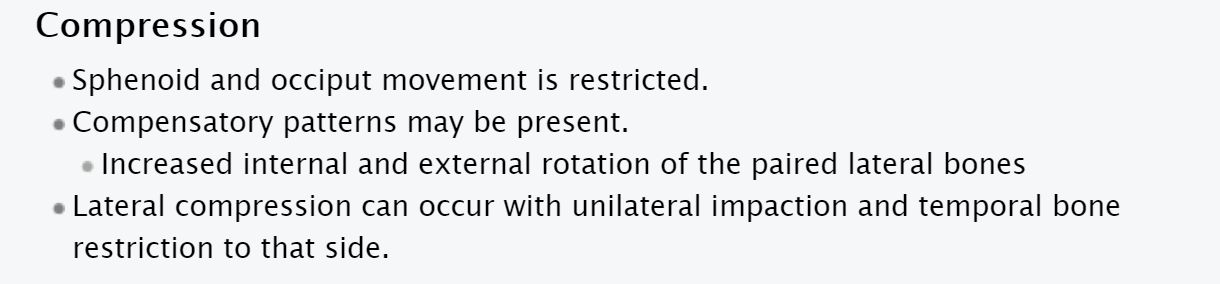 Compression
Sphenoid and occiput movement is restricted.
Compensatory patterns may be present.
Increased internal and external rotation of the paired lateral bones
Lateral compression can occur with unilateral impaction and temporal bone
restriction to that side.